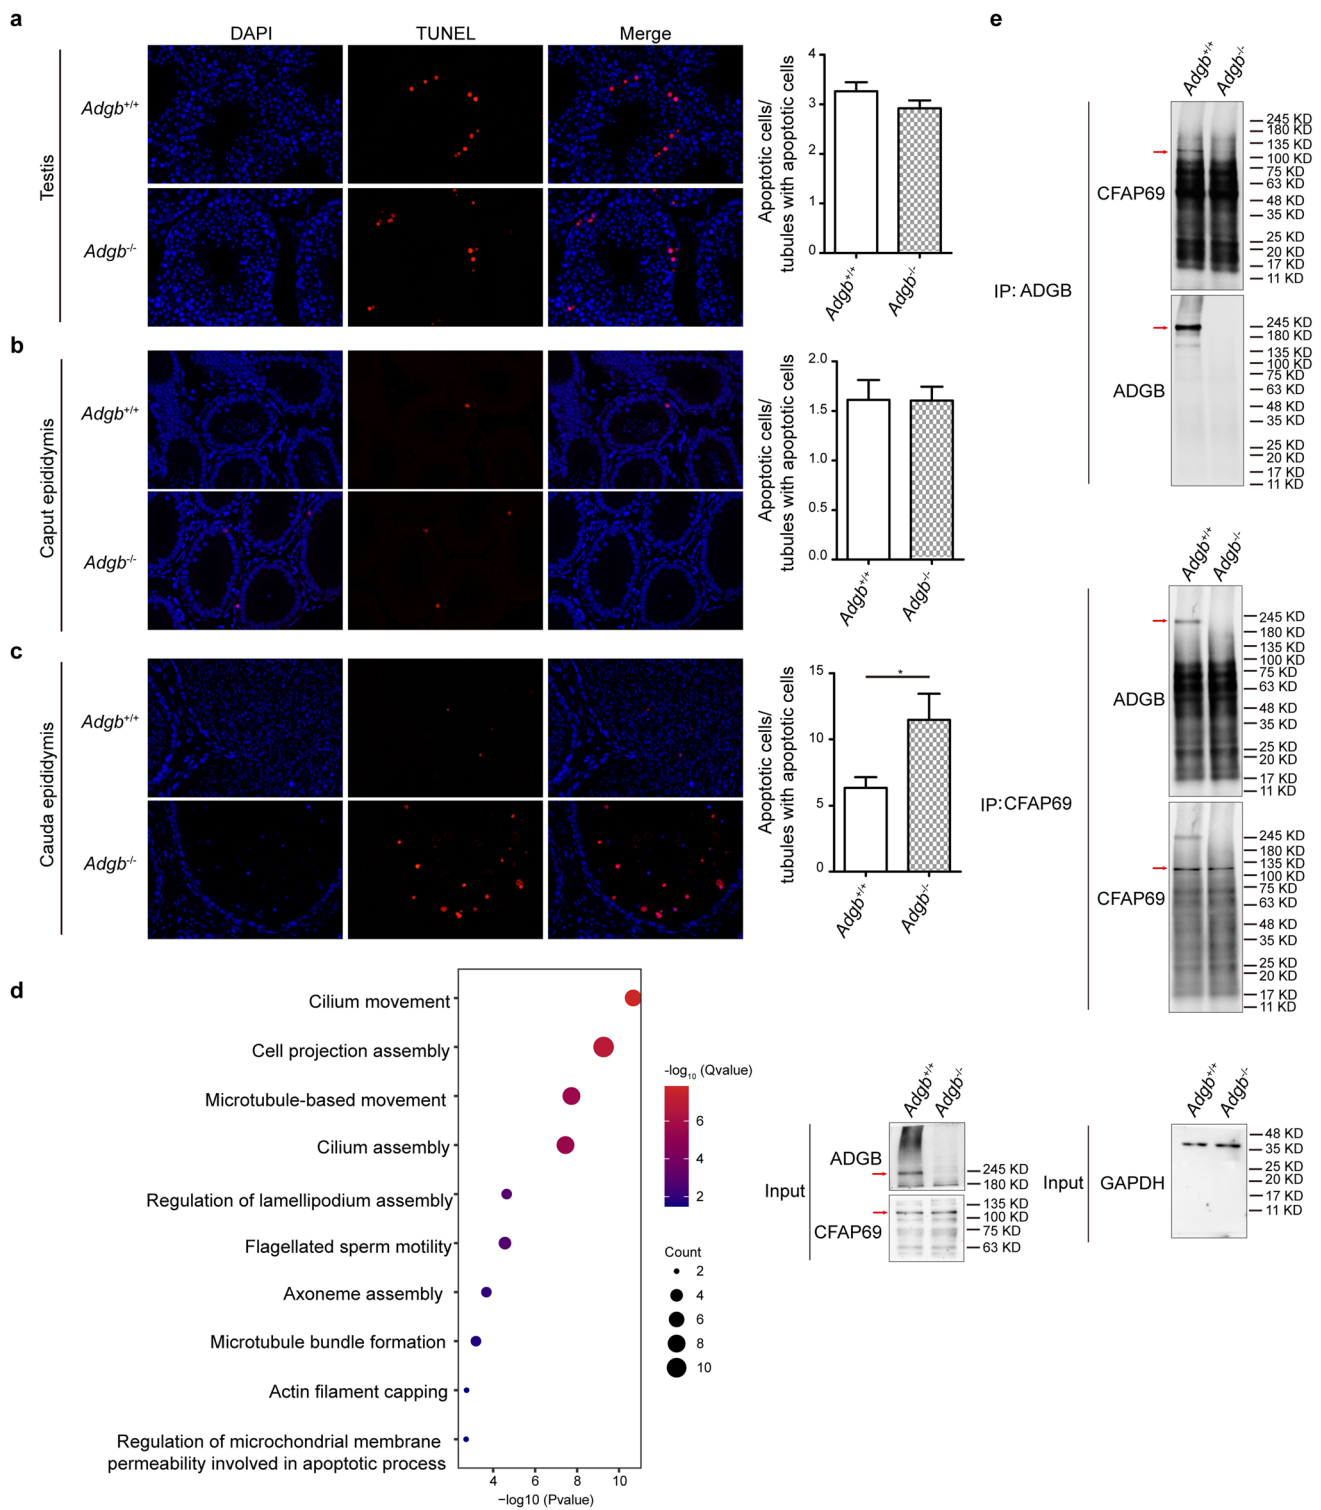 a
DAPI
TUNEL
Merge
Testis
Adgb+/+
Adgb-/-
Apoptotic cells/
tubules with apoptotic cells
4
3
2
1
0
Adgb+/+
Adgb-/-
b
Caput epididymis
Adgb+/+
Adgb-/-
Apoptotic cells/
tubules with apoptotic cells
2.0
1.5
1.0
0.5
0.0
Adgb+/+
Adgb-/-
c
Cauda epididymis
Adgb+/+
Adgb-/-
Apoptotic cells/
tubules with apoptotic cells
15
10
5
0
*
Adgb+/+
Adgb-/-
d
Cilium movement
Cell projection assembly
Microtubule-based movement
Cilium assembly
Regulation of lamellipodium assembly
Flagellated sperm motility
Axoneme assembly
Microtubule bundle formation
Actin filament capping
Regulation of microchondrial membrane
permeability involved in apoptotic process
4 6 8 10
−log10 (Pvalue)
-log10 (Qvalue)
6
4
2
Count
2
4
6
8
10
e
Adgb+/+
Adgb-/-
IP: ADGB
CFAP69
245 KD
180 KD
135 KD
100 KD
75 KD
63 KD
48 KD
35 KD
25 KD
20 KD
17 KD
11 KD
ADGB
245 KD
180 KD
135 KD
100 KD
75 KD
63 KD
48 KD
35 KD
25 KD
20 KD
17 KD
11 KD
Adgb+/+
Adgb-/-
IP:CFAP69
ADGB
245 KD
180 KD
135 KD
100 KD
75 KD
63 KD
48 KD
35 KD
25 KD
20 KD
17 KD
11 KD
CFAP69
245 KD
180 KD
135 KD
100 KD
75 KD
63 KD
48 KD
35 KD
25 KD
20 KD
17 KD
11 KD
Adgb+/+
Adgb-/-
Input
ADGB
245 KD
180 KD
CFAP69
135 KD
100 KD
75 KD
63 KD
Adgb+/+
Adgb-/-
Input
GAPDH
48 KD
35 KD
25 KD
20 KD
17 KD
11 KD